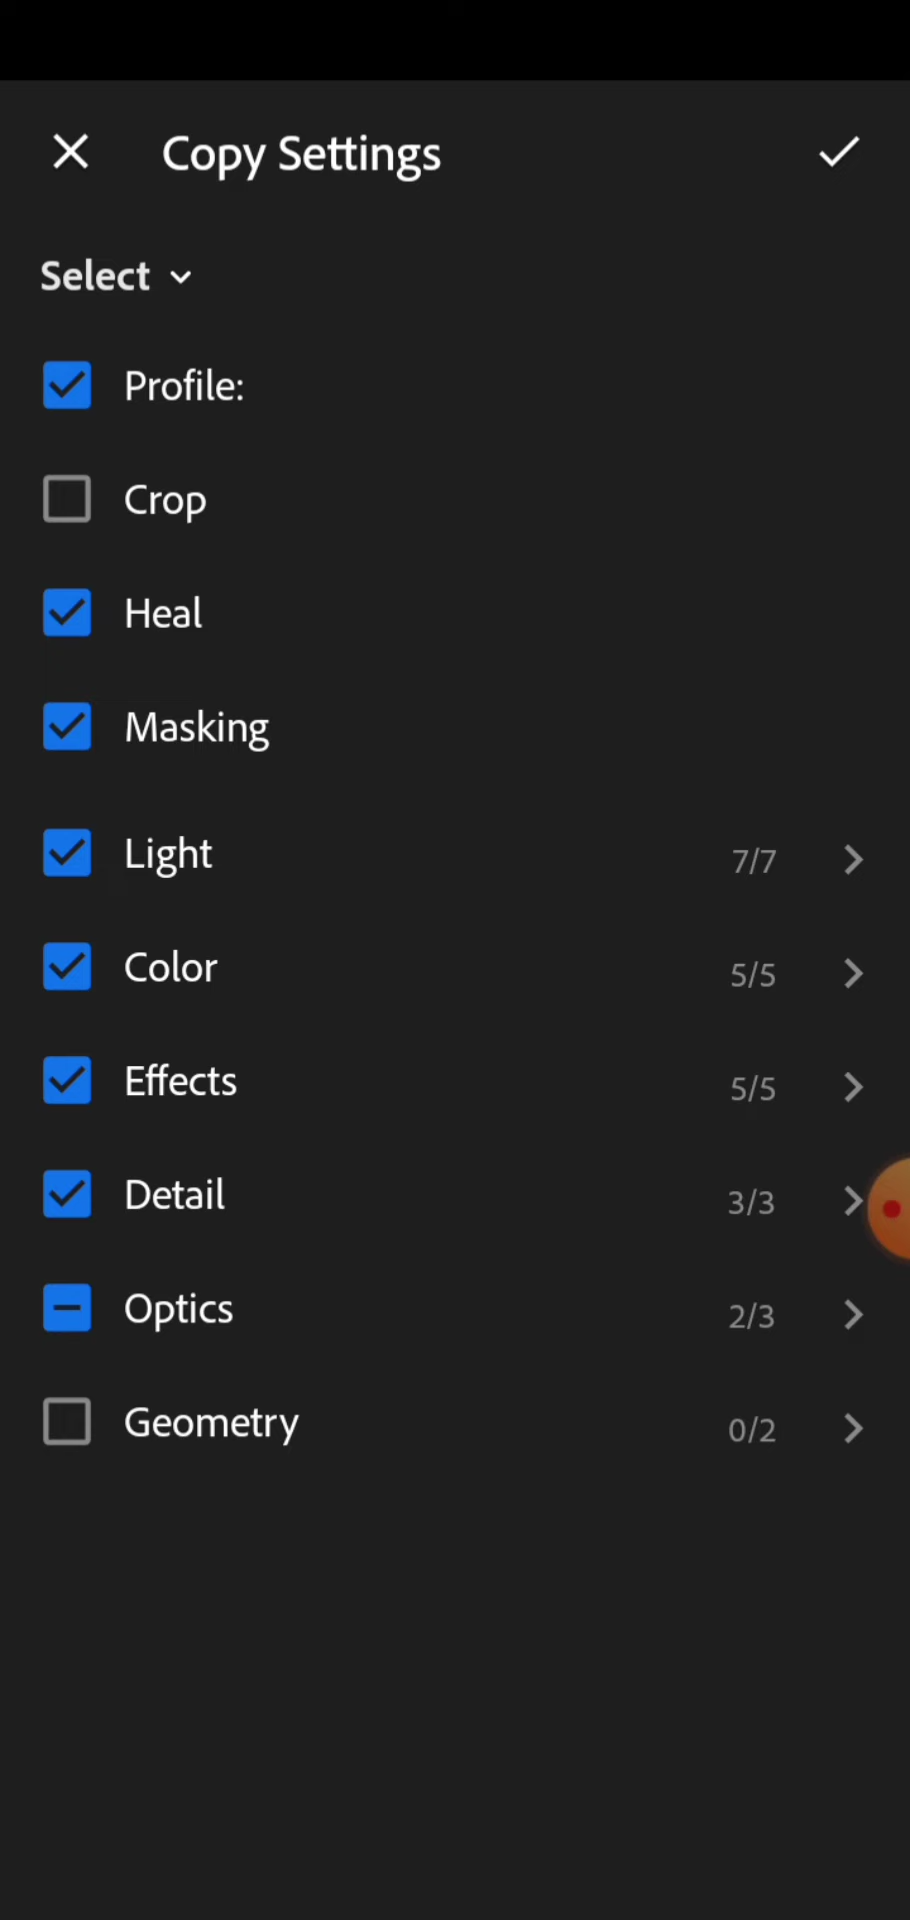 Copy Settings
Select
Profile:
Crop
Heal
Masking
Light 7/7
Color 5/5
Effects 5/5
Detail 3/3
Optics 2/3
Geometry 0/2